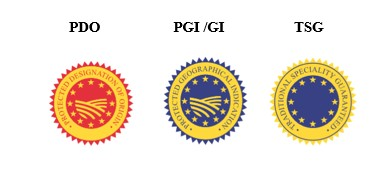 PDO PGI /GI TSG
PROTECTED DESIGNATION OF ORIGIN
PROTECTED GEOGRAPHICAL INDICATION
TRADITIONAL SPECIALITY GUARANTEED